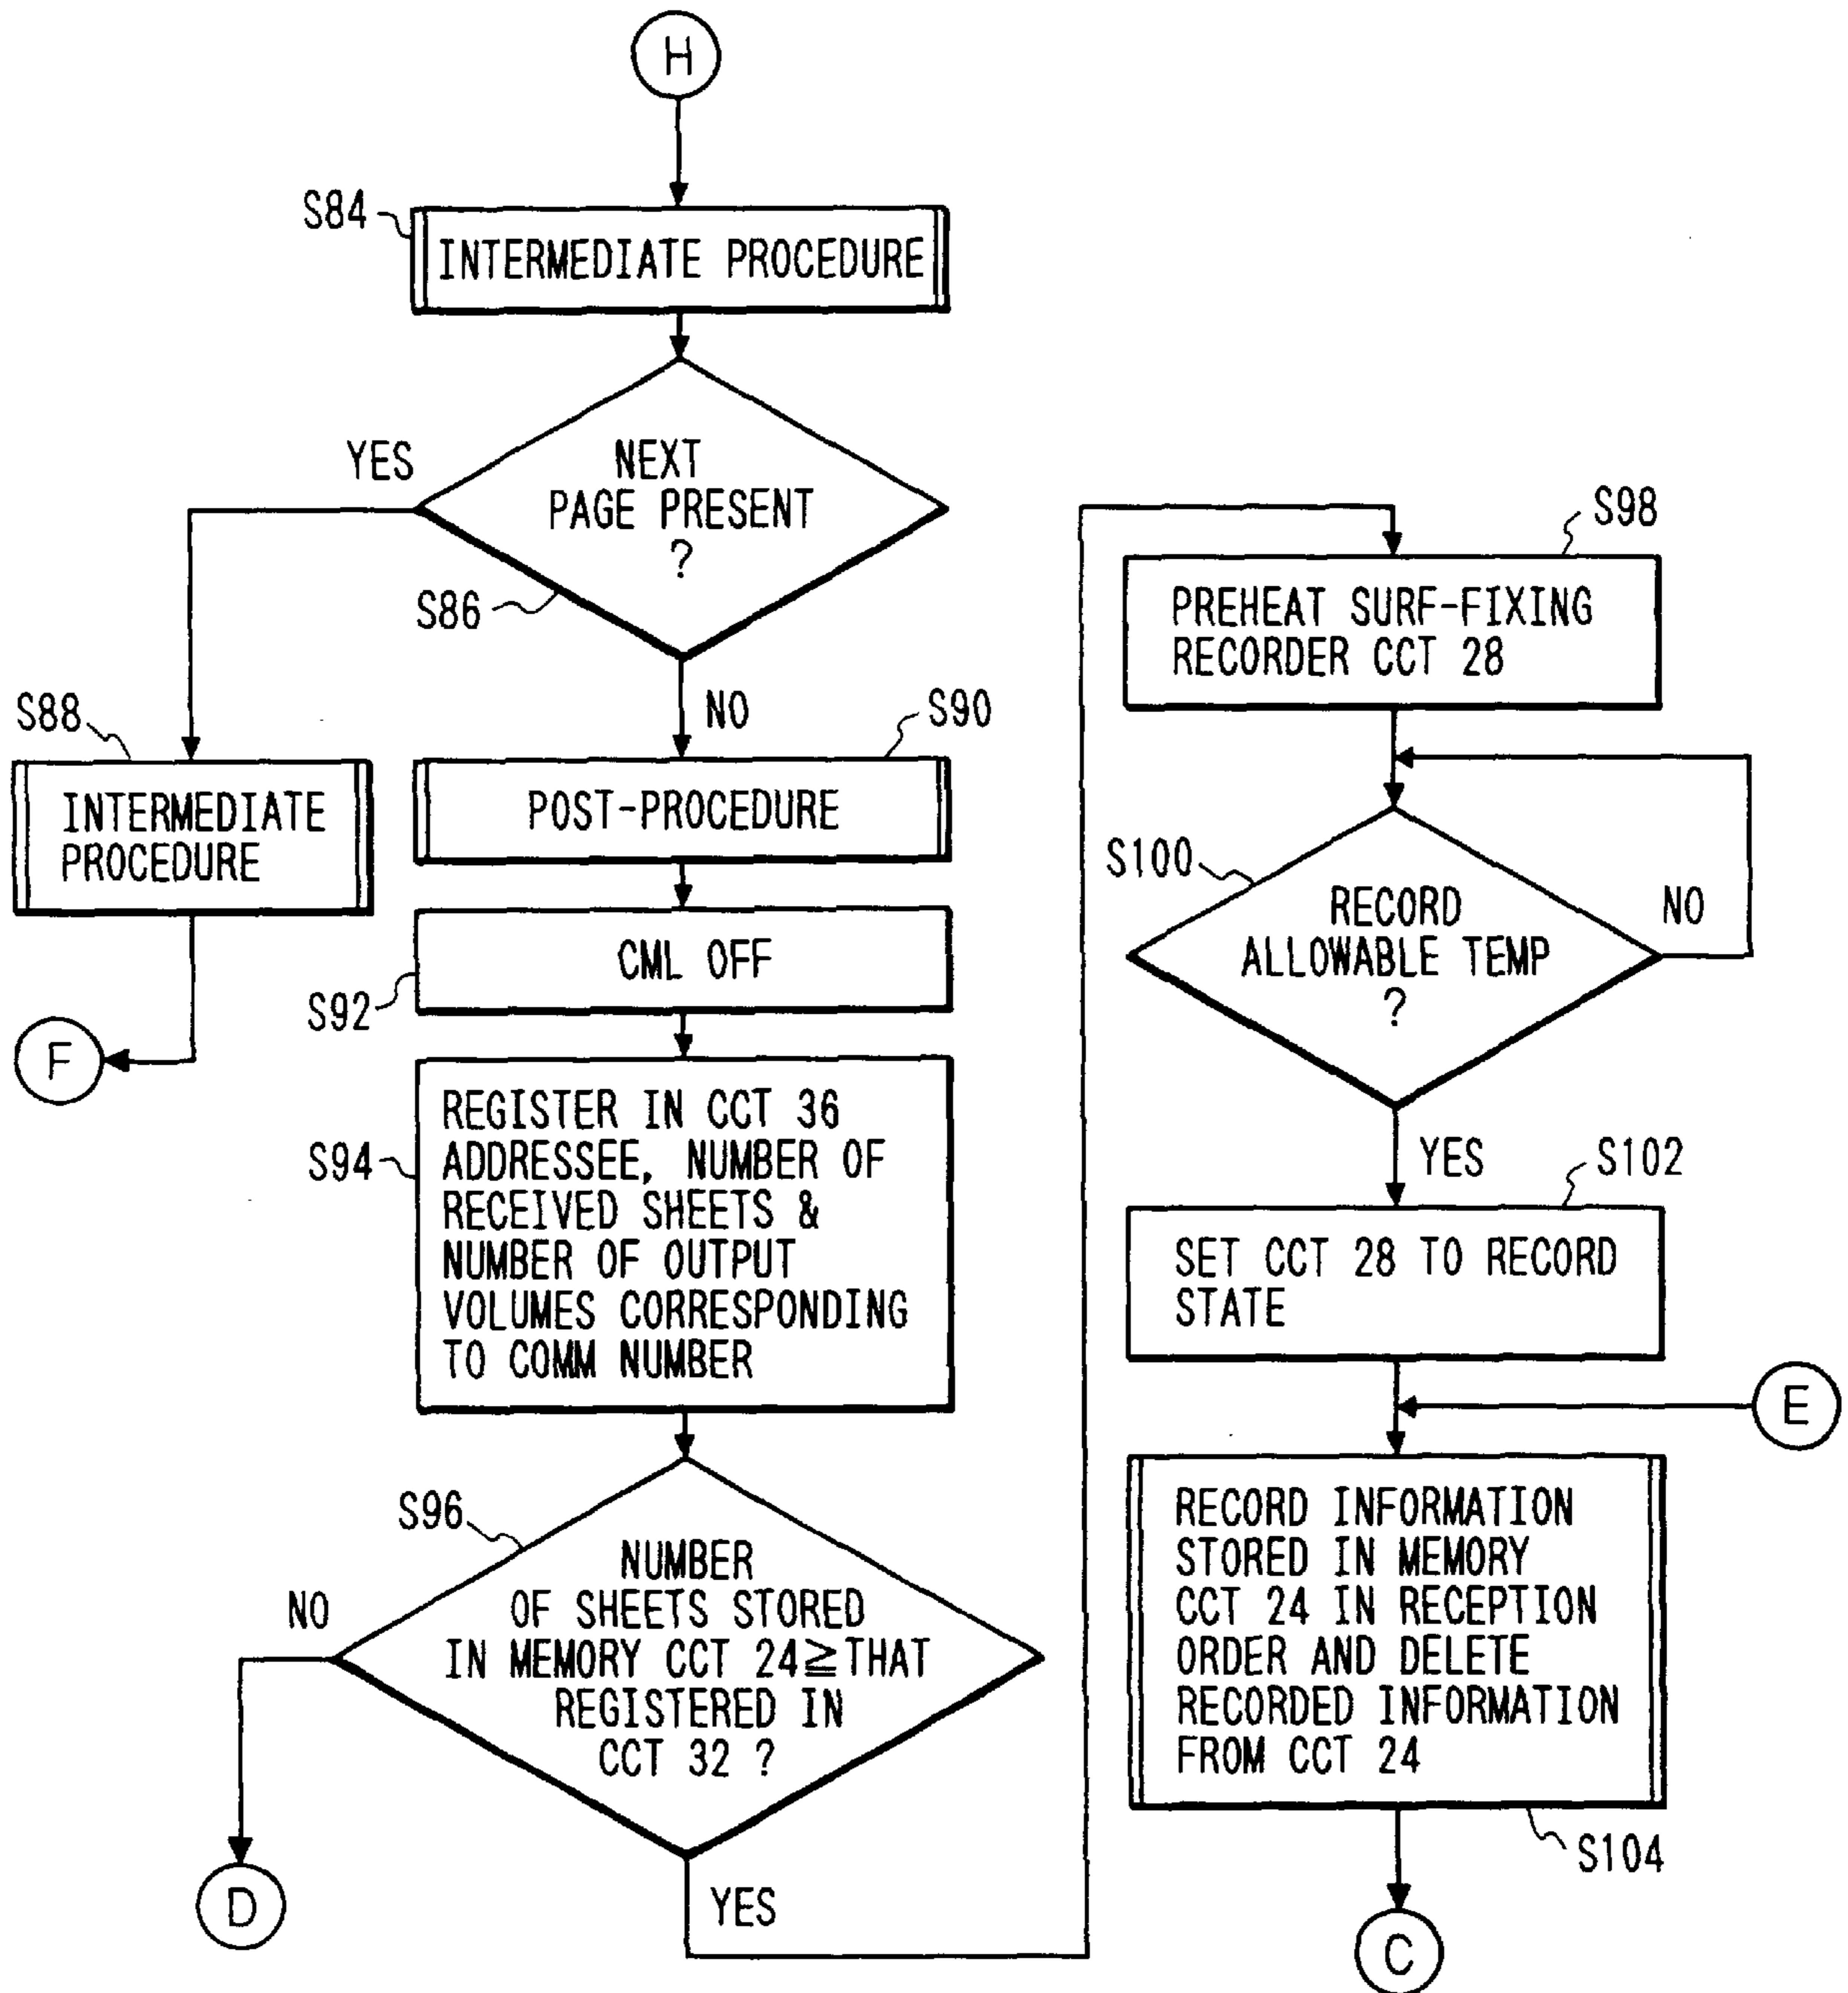 H
S84
INTERMEDIATE PROCEDURE
YES
NEXT
PAGE PRESENT
?
S86
NO
S88
INTERMEDIATE
PROCEDURE
F
S90
POST-PROCEDURE
CML OFF
S92
S94
REGISTER IN CCT 36
ADDRESSEE, NUMBER OF
RECEIVED SHEETS &
NUMBER OF OUTPUT
VOLUMES CORRESPONDING
TO COMM NUMBER
S96
NUMBER
OF SHEETS STORED
IN MEMORY CCT 24≧THAT
REGISTERED IN
CCT 32 ?
NO
D
YES
S98
PREHEAT SURF-FIXING
RECORDER CCT 28
S100
RECORD
ALLOWABLE TEMP
?
NO
YES
S102
SET CCT 28 TO RECORD
STATE
E
RECORD INFORMATION
STORED IN MEMORY
CCT 24 IN RECEPTION
ORDER AND DELETE
RECORDED INFORMATION
FROM CCT 24
S104
C